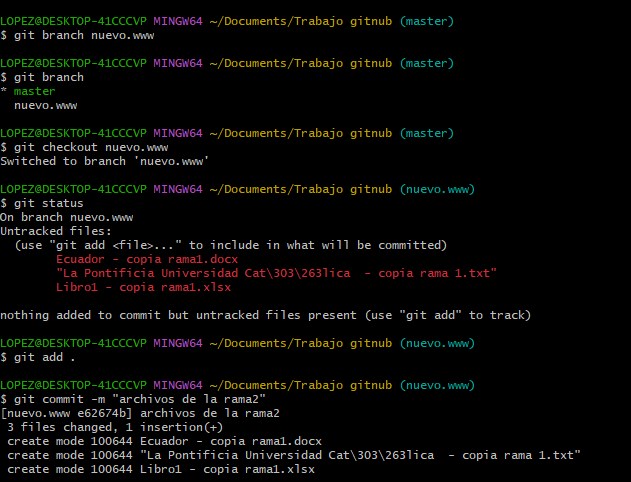 LOPEZ@DESKTOP-41CCCVP MINGW64 ~/Documents/Trabajo gitnub (master)
$ git branch nuevo.www
LOPEZ@DESKTOP-41CCCVP MINGW64 ~/Documents/Trabajo gitnub (master)
$ git branch
* master
  nuevo.www
LOPEZ@DESKTOP-41CCCVP MINGW64 ~/Documents/Trabajo gitnub (master)
$ git checkout nuevo.www
Switched to branch 'nuevo.www'
LOPEZ@DESKTOP-41CCCVP MINGW64 ~/Documents/Trabajo gitnub (nuevo.www)
$ git status
On branch nuevo.www
Untracked files:
  (use "git add <file>..." to include in what will be committed)
        Ecuador - copia rama1.docx
        "La Pontificia Universidad Cat\303\263lica  - copia rama 1.txt"
        Libro1 - copia rama1.xlsx
nothing added to commit but untracked files present (use "git add" to track)
LOPEZ@DESKTOP-41CCCVP MINGW64 ~/Documents/Trabajo gitnub (nuevo.www)
$ git add .
LOPEZ@DESKTOP-41CCCVP MINGW64 ~/Documents/Trabajo gitnub (nuevo.www)
$ git commit -m "archivos de la rama2"
[nuevo.www e62674b] archivos de la rama2
 3 files changed, 1 insertion(+)
 create mode 100644 Ecuador - copia rama1.docx
 create mode 100644 "La Pontificia Universidad Cat\303\263lica  - copia rama 1.txt"
 create mode 100644 Libro1 - copia rama1.xlsx